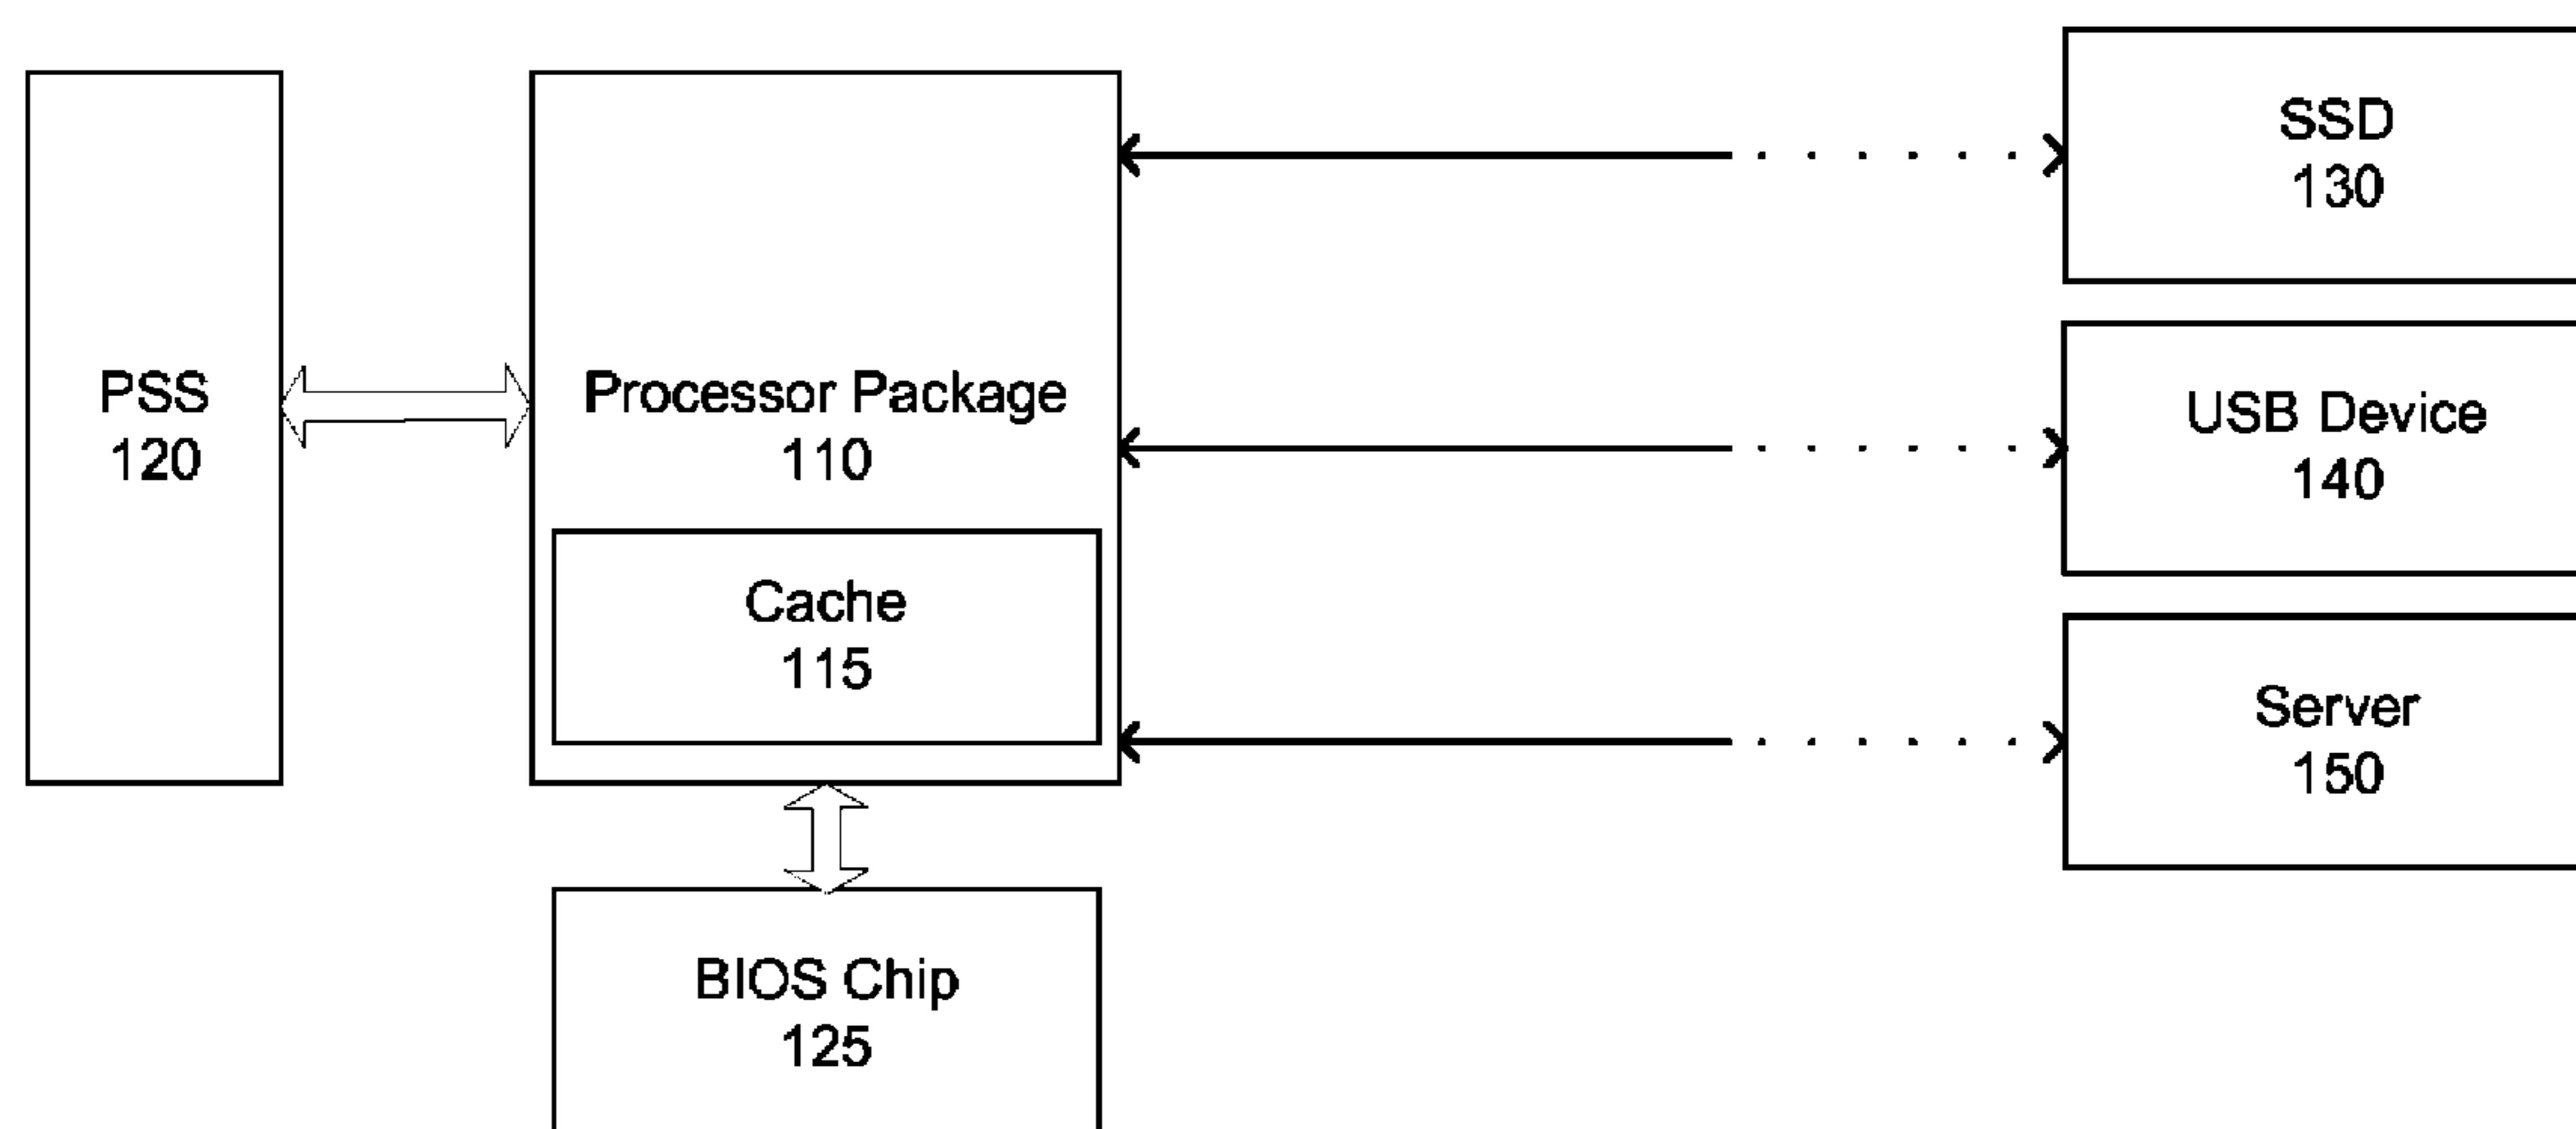 SSD
130
PSS
120
Processor Package
110
USB Device
140
Cache
115
Server
150
BIOS Chip
125